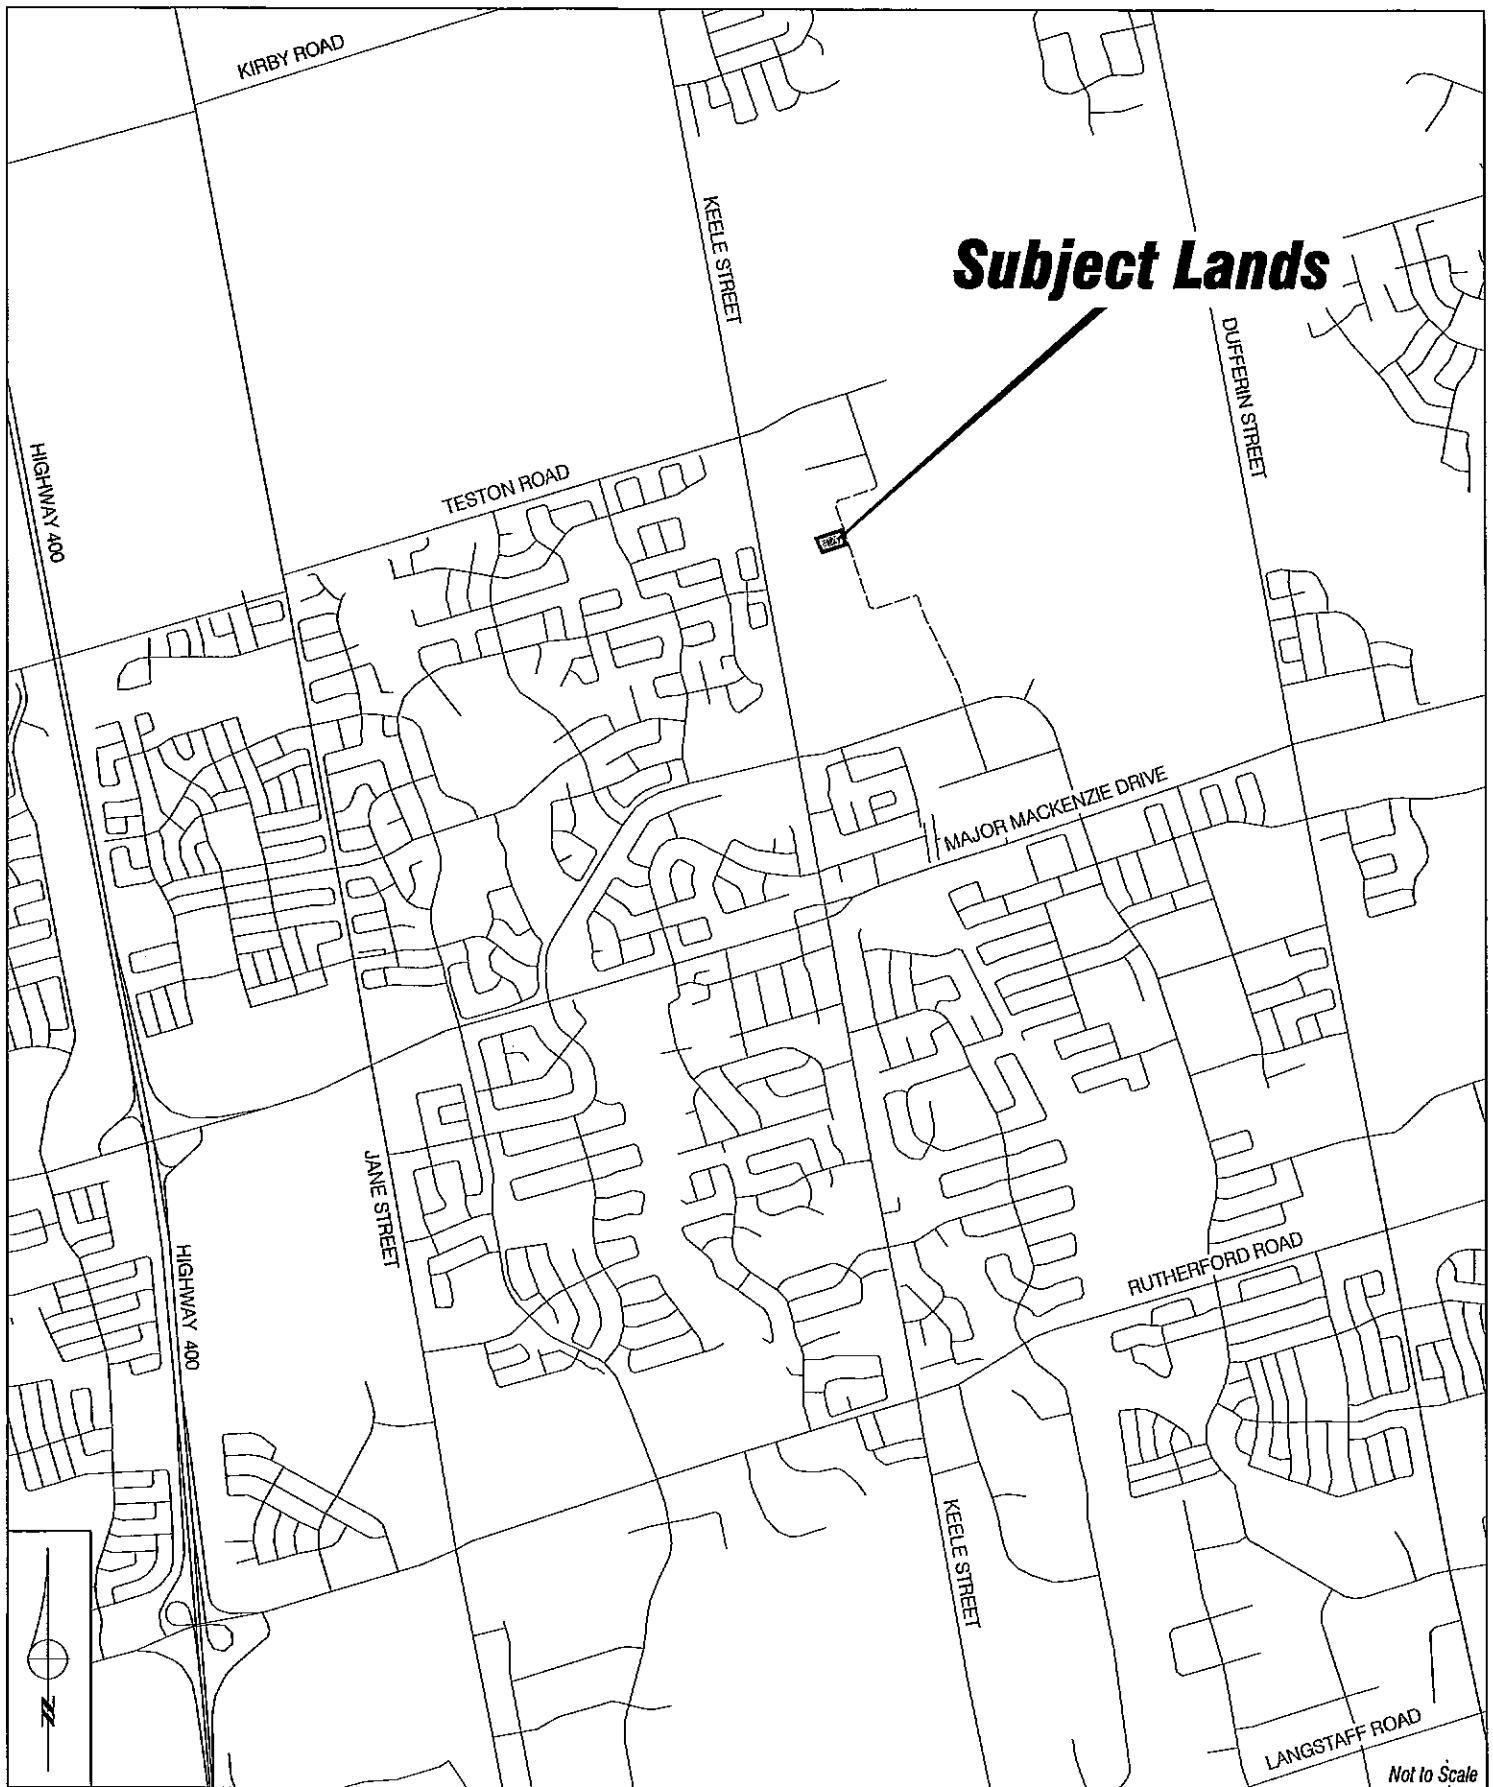 KIRBY ROAD
KEELE STREET
Subject Lands
DUFFERIN STREET
HIGHWAY 400
TESTON ROAD
MAJOR MACKENZIE DRIVE
JANE STREET
HIGHWAY 400
RUTHERFORD ROAD
KEELE STREET
N
LANGSTAFF ROAD
Not to Scale